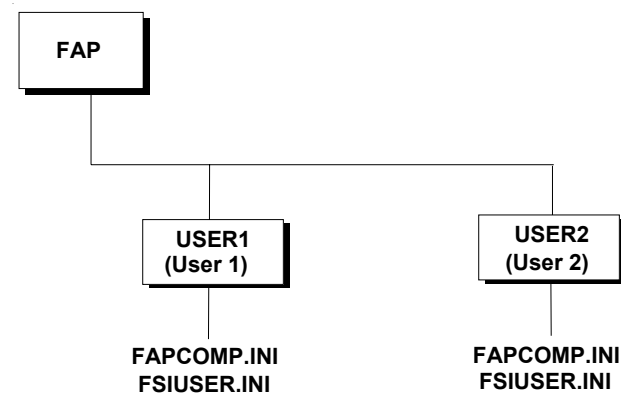 FAP
USER1
(User 1)
USER2
(User 2)
FAPCOMP.INI
FSIUSER.INI
FAPCOMP.INI
FSIUSER.INI